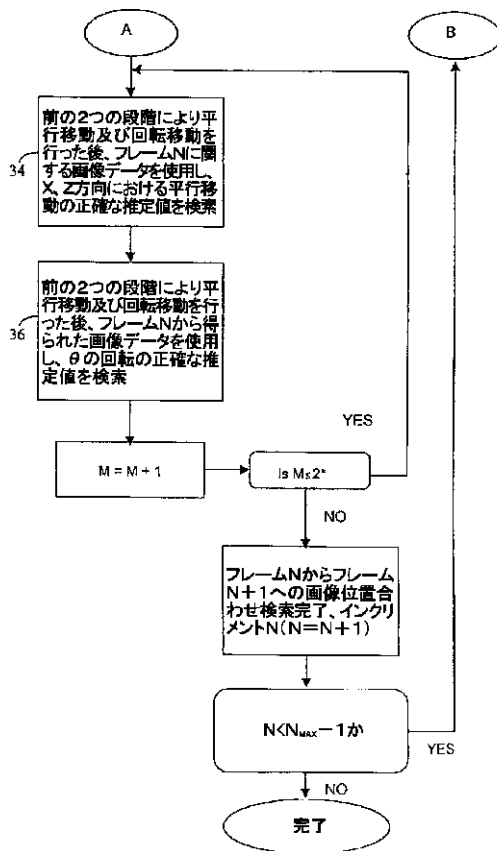 A
B
前の2つの段階により平
行移動及び回転移動を
行った後、フレームNに関
する画像データを使用し、
X、Z方向における平行移
動の正確な推定値を検索
34
前の2つの段階により平
行移動及び回転移動を行
った後、フレームNから得
られた画像データを使用
し、θの回転の正確な推
定値を検索
36
YES
M = M + 1
Is M≤2*
NO
フレームNからフレーム
N+1への画像位置合
わせ検索完了、インクリ
メントN(N=N+1)
N<NMAX-1か
YES
NO
完了